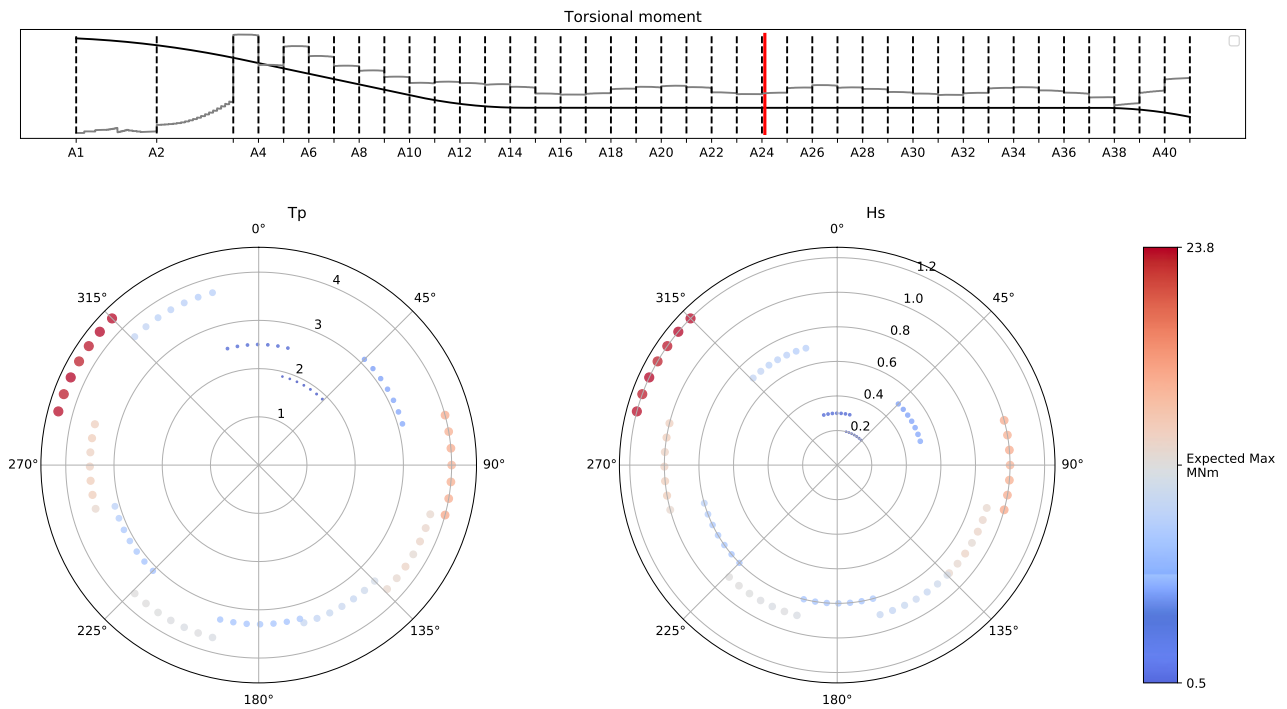 Torsional moment
A1 A2 A4 A6 A8 A10 A12 A14 A16 A18 A20 A22 A24 A26 A28 A30 A32 A34 A36 A38 A40
Tp Hs
0° 0°
315° 45° 315° 45°
4 1.2
3 1.0
2 0.8
1 0.6
0.4
0.2
270° 90° 270° 90°
225° 135° 225° 135°
180° 180°
23.8
Expected Max
MNm
0.5